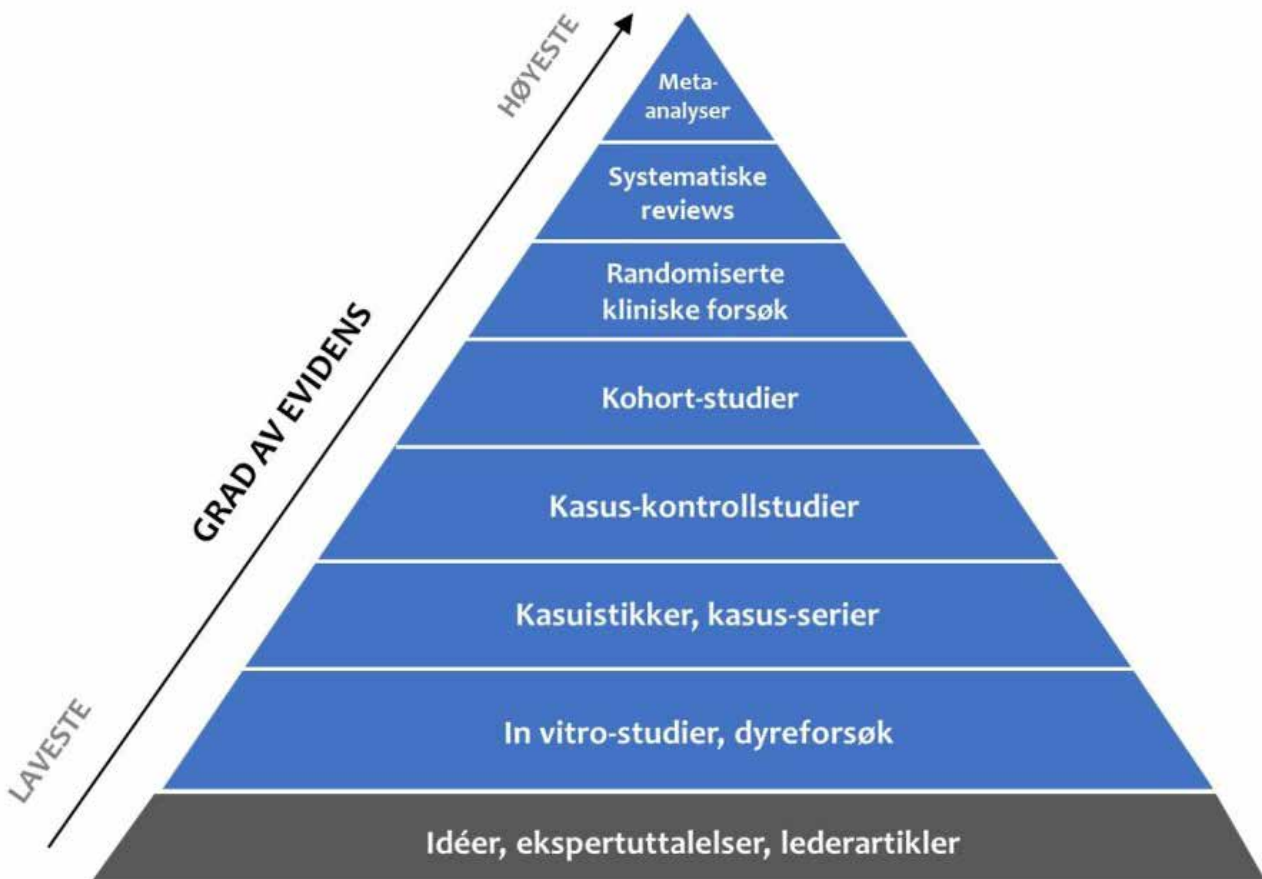 HØYESTE
GRAD AV EVIDENS
LAVESTE
Meta-
analyser
Systematiske
reviews
Randomiserte
kliniske forsøk
Kohort-studier
Kasus-kontrollstudier
Kasuistikker, kasus-serier
In vitro-studier, dyreforsøk
Idéer, ekspertuttalelser, lederartikler